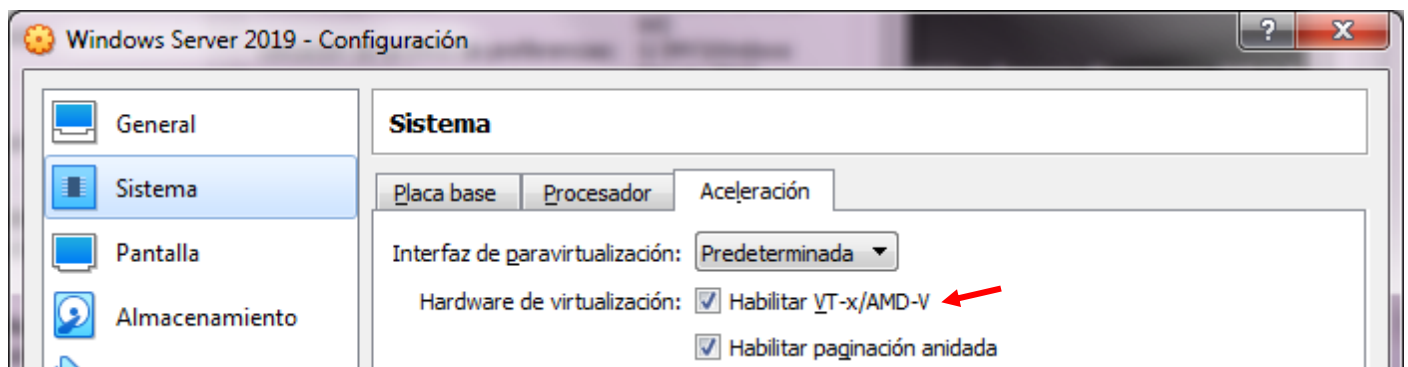 Windows Server 2019 - Configuración
?
X
General
Sistema
Pantalla
Almacenamiento
Sistema
Placa base
Procesador
Aceleración
Interfaz de paravirtualización: Predeterminada
Hardware de virtualización: Habilitar VT-x/AMD-V
Habilitar paginación anidada